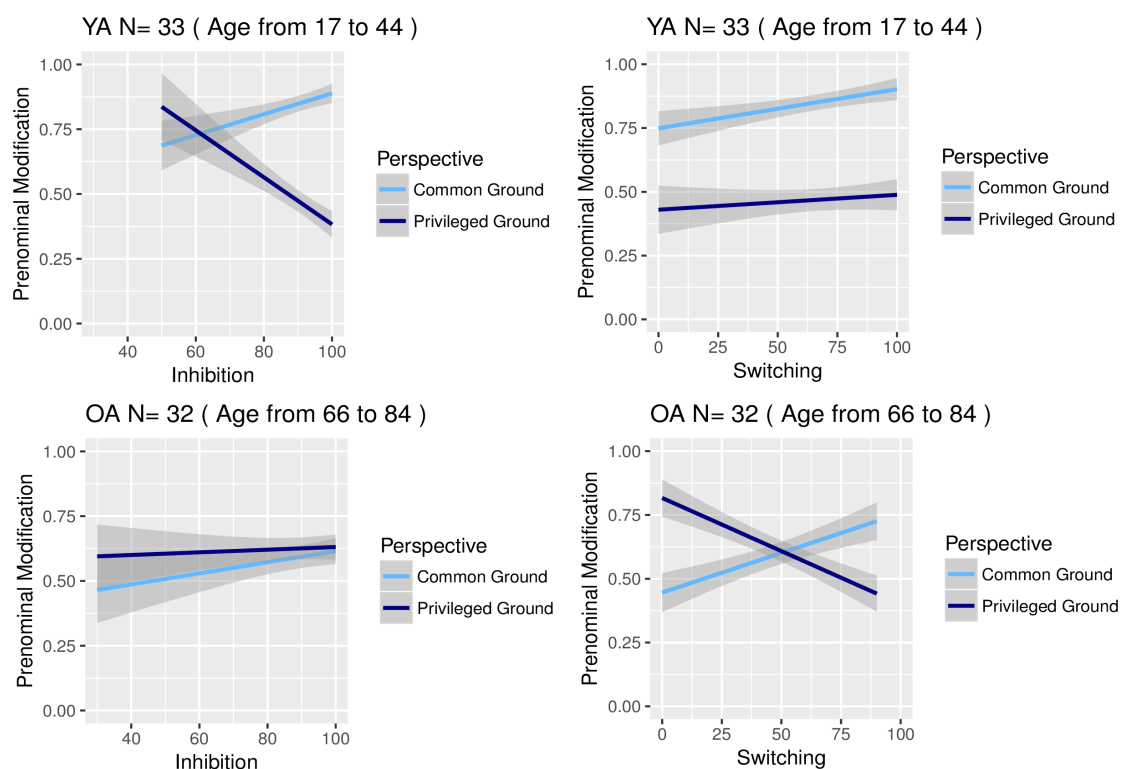 YA N= 33 ( Age from 17 to 44 )
1.00
0.75
0.50
0.25
0.00
Prenominal Modification
40 60 80 100
Inhibition
Perspective
Common Ground
Privileged Ground
YA N= 33 ( Age from 17 to 44 )
1.00
0.75
0.50
0.25
0.00
Prenominal Modification
0 25 50 75 100
Switching
Perspective
Common Ground
Privileged Ground
OA N= 32 ( Age from 66 to 84 )
1.00
0.75
0.50
0.25
0.00
Prenominal Modification
40 60 80 100
Inhibition
Perspective
Common Ground
Privileged Ground
OA N= 32 ( Age from 66 to 84 )
1.00
0.75
0.50
0.25
0.00
Prenominal Modification
0 25 50 75 100
Switching
Perspective
Common Ground
Privileged Ground